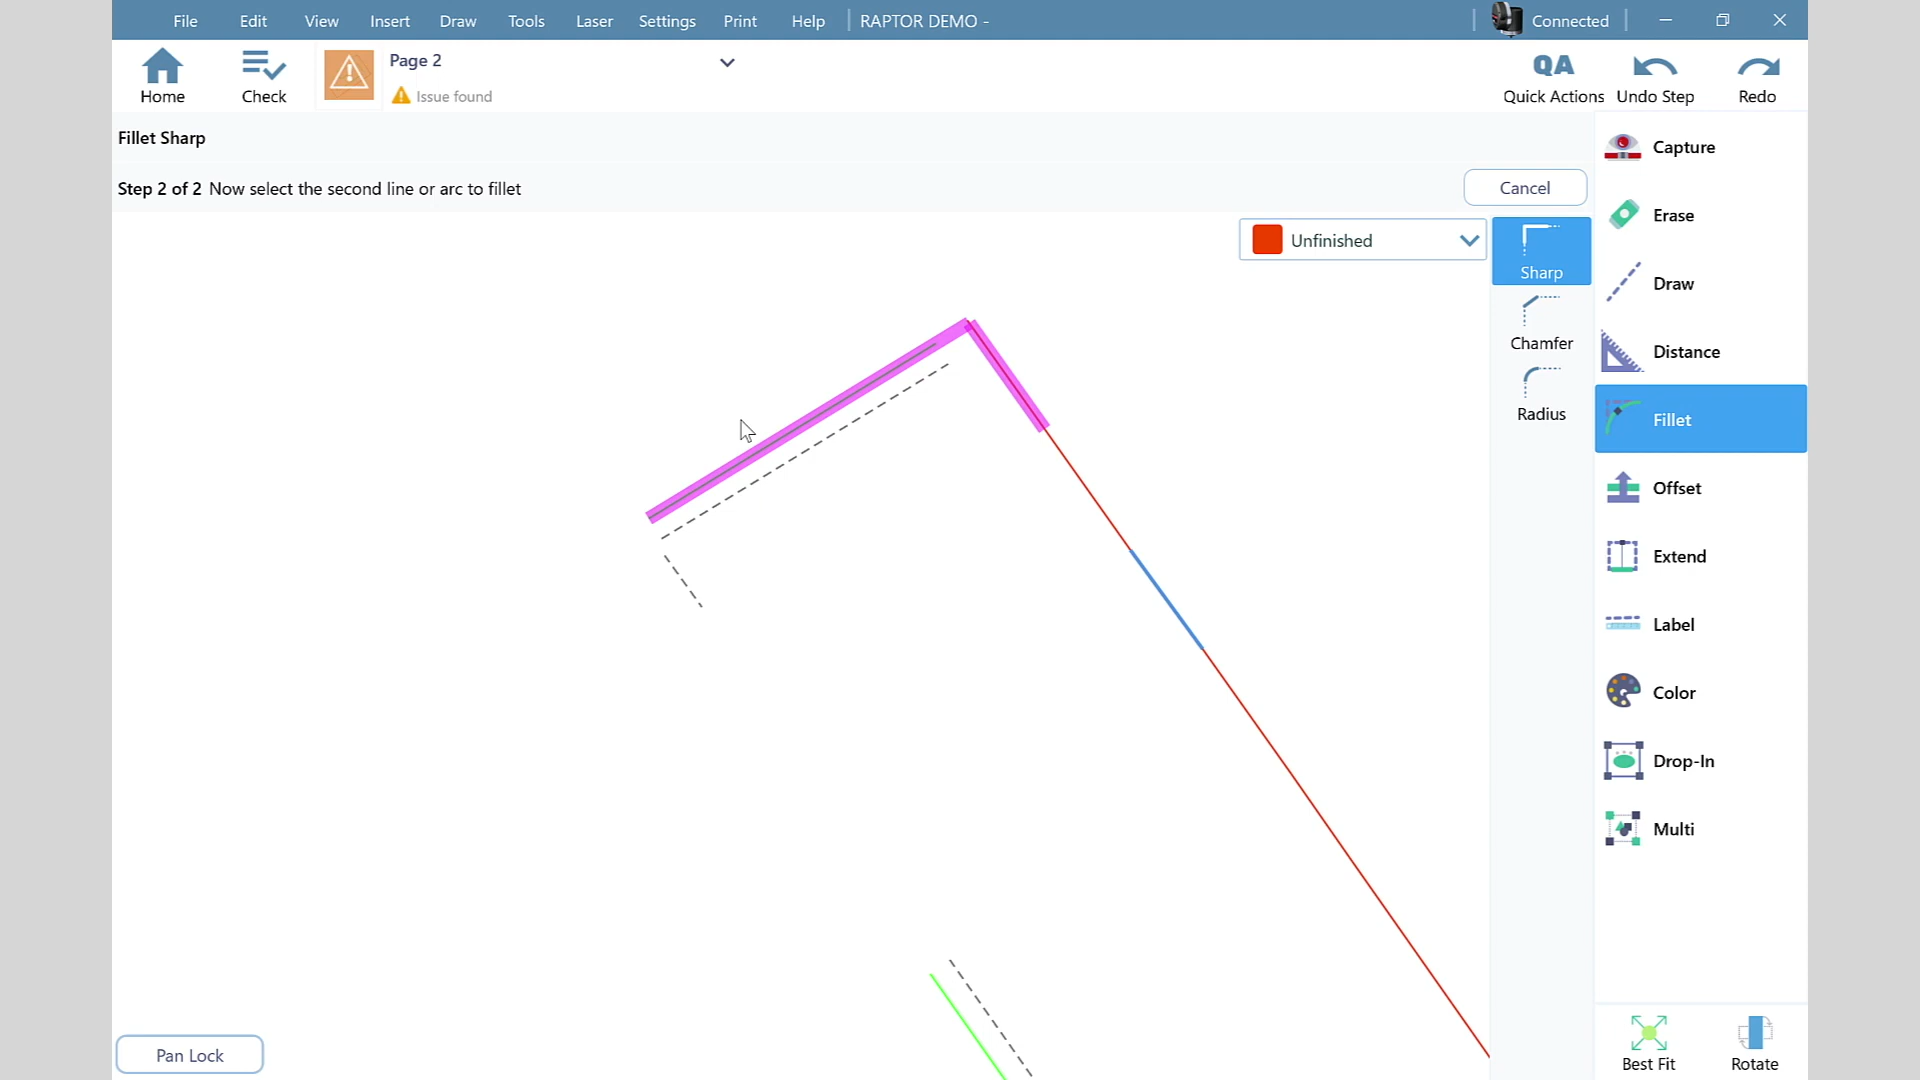 File Edit View Insert Draw Tools Laser Settings Print Help RAPTOR DEMO - Connected
Home
Check
Page 2
Issue found
QA
Quick Actions
Undo Step
Redo
Fillet Sharp
Step 2 of 2 Now select the second line or arc to fillet
Cancel
Unfinished
Sharp
Chamfer
Radius
Capture
Erase
Draw
Distance
Fillet
Offset
Extend
Label
Color
Drop-In
Multi
Pan Lock
Best Fit
Rotate